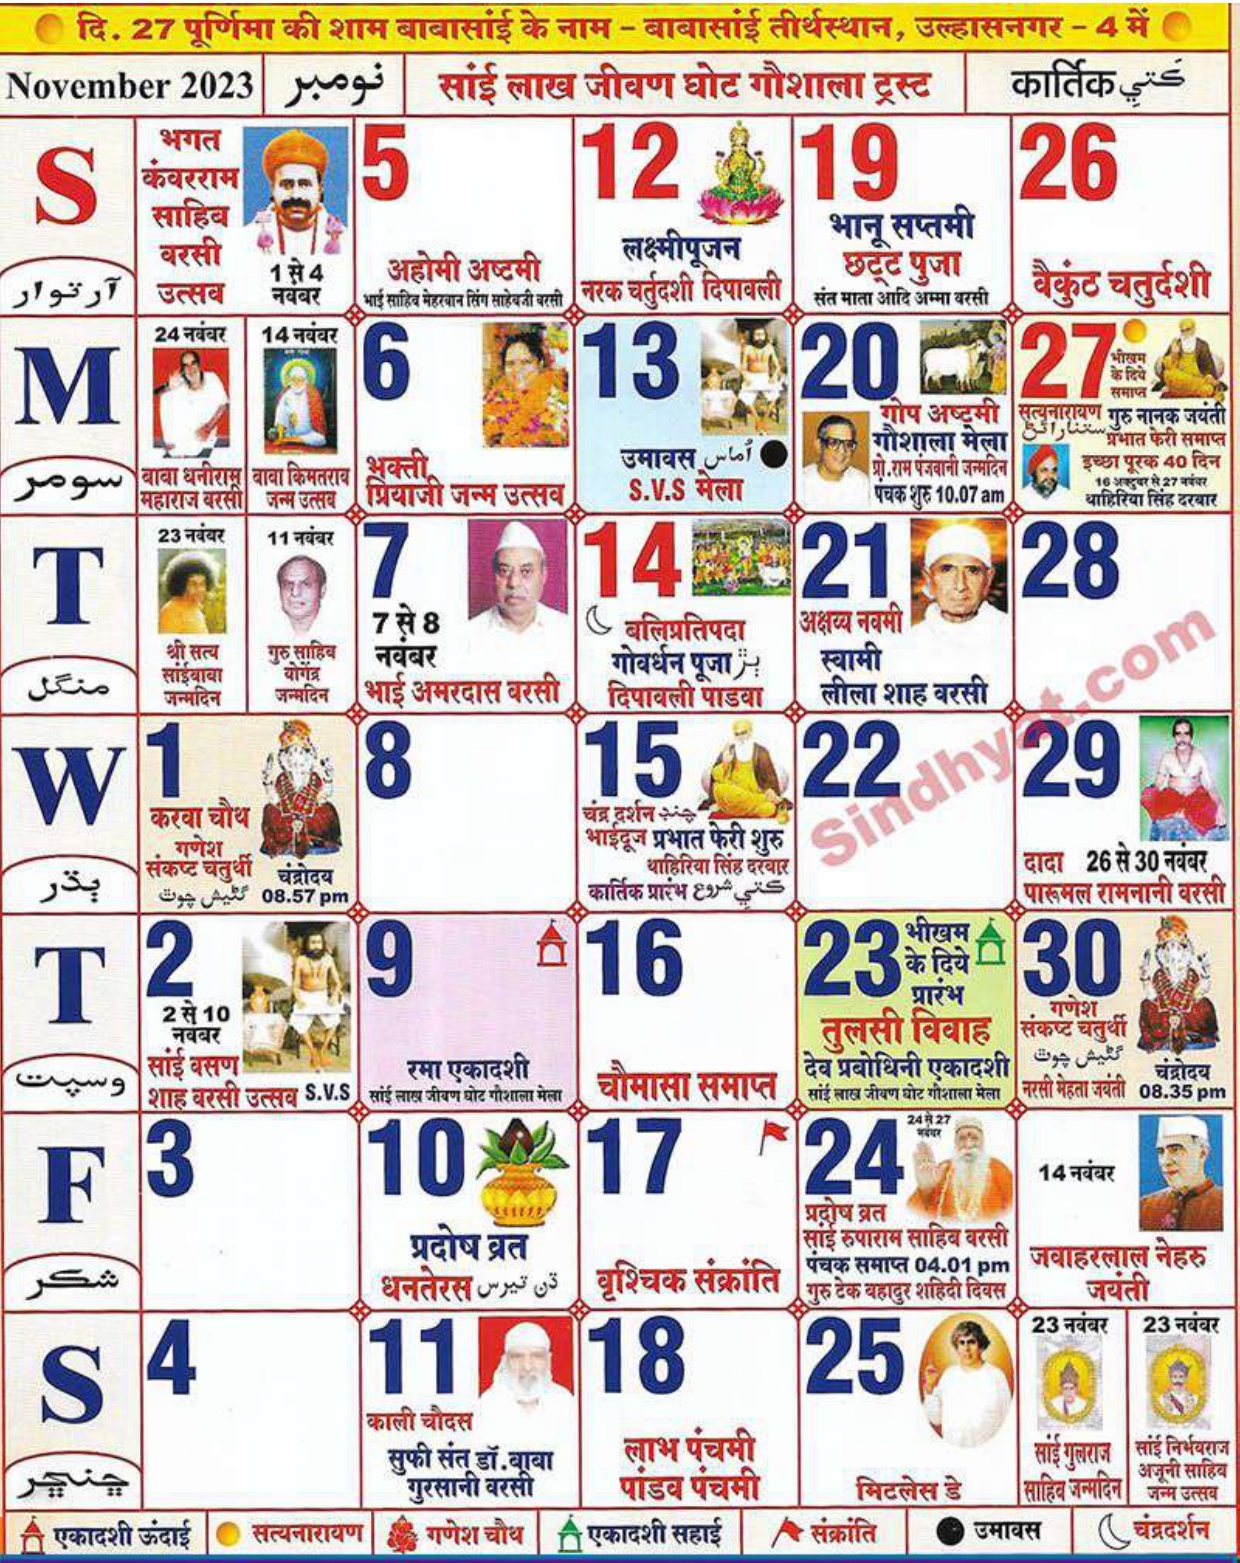 दि. 27 पूर्णिमा की शाम बाबासांई के नाम - बाबासांई तीर्थस्थान, उल्हासनगर - 4 में
November 2023 نومبر सांई लाख जीवण घोट गौशाला ट्रस्ट कार्तिक ڪتي
S
آرتوار
भगत
कंवरराम
साहिब
वरसी
उत्सव
1 से 4
नवंबर
5
अहोमी अष्टमी
भाई साहिब मेहरबान सिंग साहेबजी वरसी
12
लक्ष्मीपूजन
नरक चर्तुदशी दिपावली
19
भानू सप्तमी
छट्ट पुजा
संत माता आदि अम्मा वरसी
26
वैकुंठ चतुर्दशी
M
سومر
24 नवंबर
बाबा धनीराम
महाराज बरसी
14 नवंबर
बाबा किमतराव
जन्म उत्सव
6
भक्ती
प्रियाजी जन्म उत्सव
13
उमावस
S.V.S मेला
20
गोप अष्टमी
गौशाला मेला
प्रो.राम पंजवानी जन्मदिन
पंचक शुरु 10.07 am
27
भीखम
के दिये
समाप्त
सत्यनारायण गुरु नानक जयंती
प्रभात फेरी समाप्त
इच्छा पूरक 40 दिन
16 अक्टुबर से 27 नवंबर
थाहिरिया सिंह दरबार
T
منگل
23 नवंबर
श्री सत्य
सांईबाबा
जन्मदिन
11 नवंबर
गुरु साहिब
योगेंद्र
जन्मदिन
7
7 से 8
नवंबर
भाई अमरदास वरसी
14
बलिप्रतिपदा
गोवर्धन पूजा
दिपावली पाडवा
21
अक्षय्य नवमी
स्वामी
लीला शाह वरसी
28
W
ٻڌر
1
करवा चौथ
गणेश
संकष्ट चतुर्थी
चंद्रोदय
08.57 pm
8
15
चंद्र दर्शन چنڊ
भाईदूज प्रभात फेरी शुरु
थाहिरिया सिंह दरबार
कार्तिक प्रारंभ ڪتي شروع
22
29
दादा 26 से 30 नवंबर
पारूमल रामनानी वरसी
T
وسپت
2
2 से 10
नवंबर
सांई वसण
शाह वरसी उत्सव S.V.S
9
रमा एकादशी
सांई लाख जीवण घोट गौशाला मेला
16
चौमासा समाप्त
23
भीखम
के दिये
प्रारंभ
तुलसी विवाह
देव प्रबोधिनी एकादशी
सांई लाख जीवण घोट गौशाला मेला
30
गणेश
संकष्ट चतुर्थी
नरसी मेहता जयंती
चंद्रोदय
08.35 pm
F
شڪر
3
10
प्रदोष व्रत
धनतेरस ڌن تيرس
17
वृश्चिक संक्रांति
24
24 से 27
नवंबर
प्रदोष व्रत
सांई रुपाराम साहिब वरसी
पंचक समाप्त 04.01 pm
गुरु टेक बहादुर शहिदी दिवस
14 नवंबर
जवाहरलाल नेहरु
जयंती
S
ڇنڇر
4
11
काली चौदस
सुफी संत डॉ.बाबा
गुरसानी वरसी
18
लाभ पंचमी
पांडव पंचमी
25
मिटलेस डे
23 नवंबर
सांई गुलराज
साहिब जन्मदिन
23 नवंबर
सांई निर्भयराज
अजूनी साहिब
जन्म उत्सव
Sindhyat.com
एकादशी ऊंदाई सत्यनारायण गणेश चौथ एकादशी सहाई संक्रांति उमावस चंद्रदर्शन